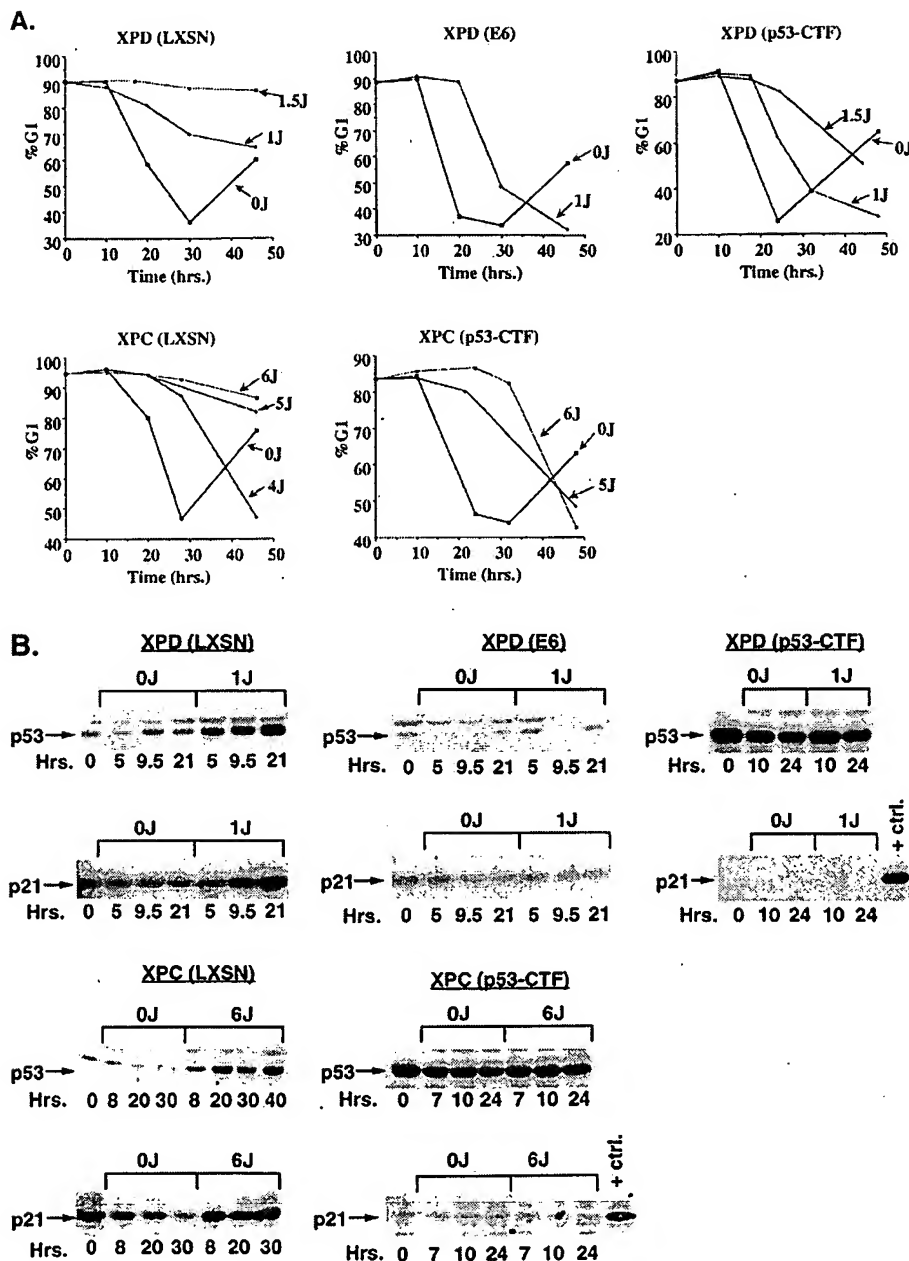 A.
XPD (LXSN)
%G1
100
90
80
70
60
50
40
30
0 10 20 30 40 50
Time (hrs.)
1.5J
1J
0J
XPD (E6)
%G1
100
90
80
70
60
50
40
30
0 10 20 30 40 50
Time (hrs.)
0J
1J
XPD (p53-CTF)
%G1
100
80
60
40
20
0 10 20 30 40 50
Time (hrs.)
1.5J
0J
1J
XPC (LXSN)
%G1
100
90
80
70
60
50
40
0 10 20 30 40 50
Time (hrs.)
6J
5J
0J
4J
XPC (p53-CTF)
%G1
90
80
70
60
50
40
0 10 20 30 40 50
Time (hrs.)
6J
0J
5J
B.
XPD (LXSN)
0J 1J
p53
Hrs. 0 5 9.5 21 5 9.5 21
0J 1J
p21
Hrs. 0 5 9.5 21 5 9.5 21
XPD (E6)
0J 1J
p53
Hrs. 0 5 9.5 21 5 9.5 21
0J 1J
p21
Hrs. 0 5 9.5 21 5 9.5 21
XPD (p53-CTF)
0J 1J
p53
Hrs. 0 10 24 10 24
0J 1J + ctrl.
p21
Hrs. 0 10 24 10 24
XPC (LXSN)
0J 6J
p53
Hrs. 0 8 20 30 8 20 30 40
0J 6J
p21
Hrs. 0 8 20 30 8 20 30
XPC (p53-CTF)
0J 6J
p53
Hrs. 0 7 10 24 7 10 24
0J 6J + ctrl.
p21
Hrs. 0 7 10 24 7 10 24